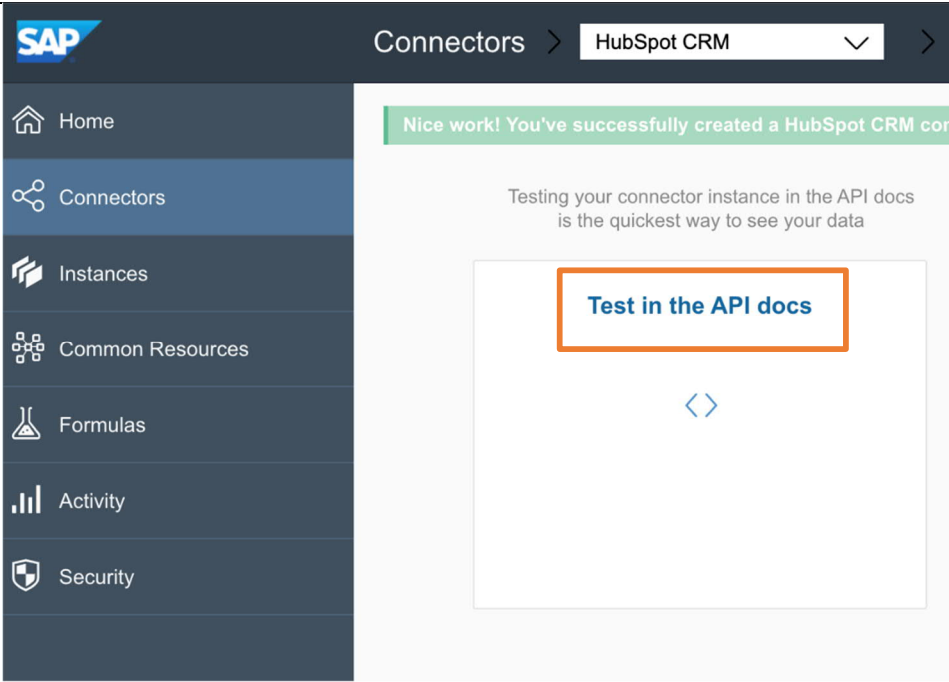 SAP
Connectors
HubSpot CRM
Home
Connectors
Instances
Common Resources
Formulas
Activity
Security
Nice work! You've successfully created a HubSpot CRM
Testing your connector instance in the API docs
is the quickest way to see your data
Test in the API docs